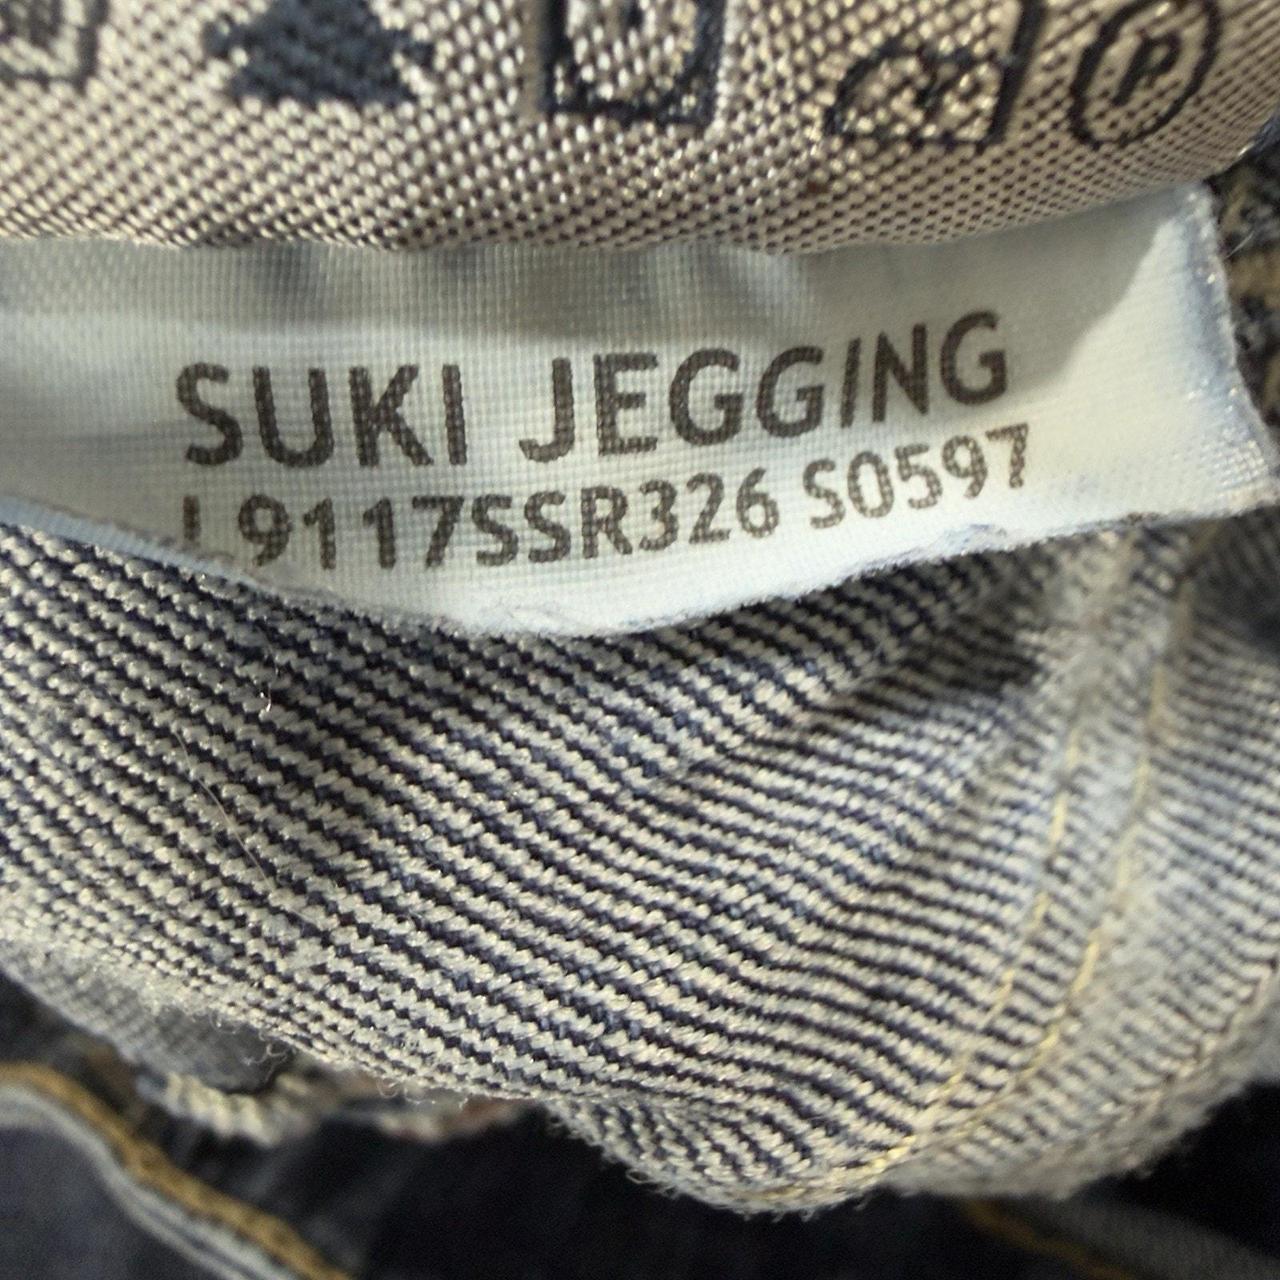 P
SUKI JEGGING
L9117SSR326 S0597